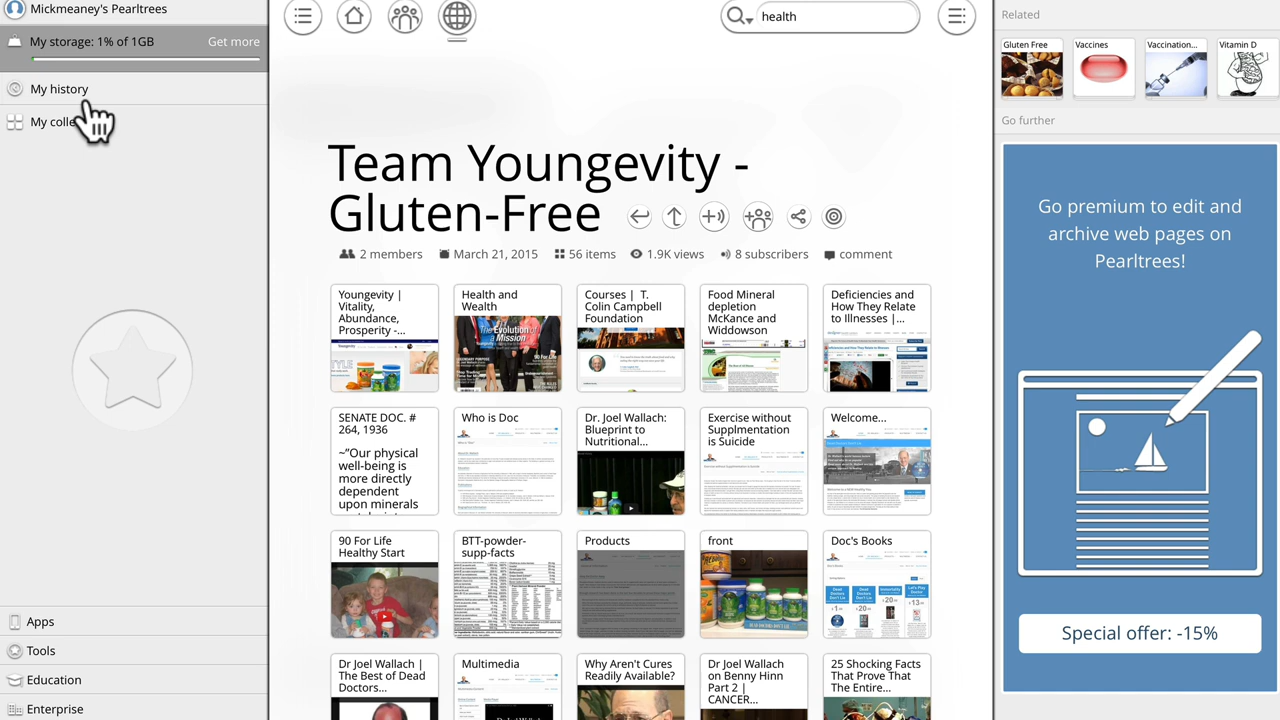 Mickmeaney's Pearltrees
1% of 1GB
Get more
My history
My
health
Team Youngevity -
Gluten-Free
2 members
March 21, 2015
56 items
1.9K views
8 subscribers
comment
Youngevity |
Vitality,
Abundance,
Prosperity -...
Health and
Wealth
The Evolution of
a Mission
Courses | T.
Colin Campbell
Foundation
Food Mineral
depletion
McKance and
Widdowson
Deficiencies and
How They Relate
to Illnesses |...
SENATE DOC. #
264, 1936
~"Our physical
well-being is
more directly
dependent
upon minerals
Who is Doc
Dr. Joel Wallach:
Blueprint to
Nutritional...
Exercise without
Supplmentation
is Suicide
Welcome...
90 For Life
Healthy Start
BTT-powder-
supp-facts
Products
front
Doc's Books
Dr Joel Wallach |
The Best of Dead
Doctors...
Multimedia
Why Aren't Cures
Readily Available?
Dr Joel Wallach
on Benny Hinn
Part 2 |
CANCER...
25 Shocking Facts
That Prove That
The Entire...
Education
Enterprise
Related
Gluten Free
Vaccines
Vaccination...
Vitamin D
Go further
Go premium to edit and
archive web pages on
Pearltrees!
Special offer: -15%